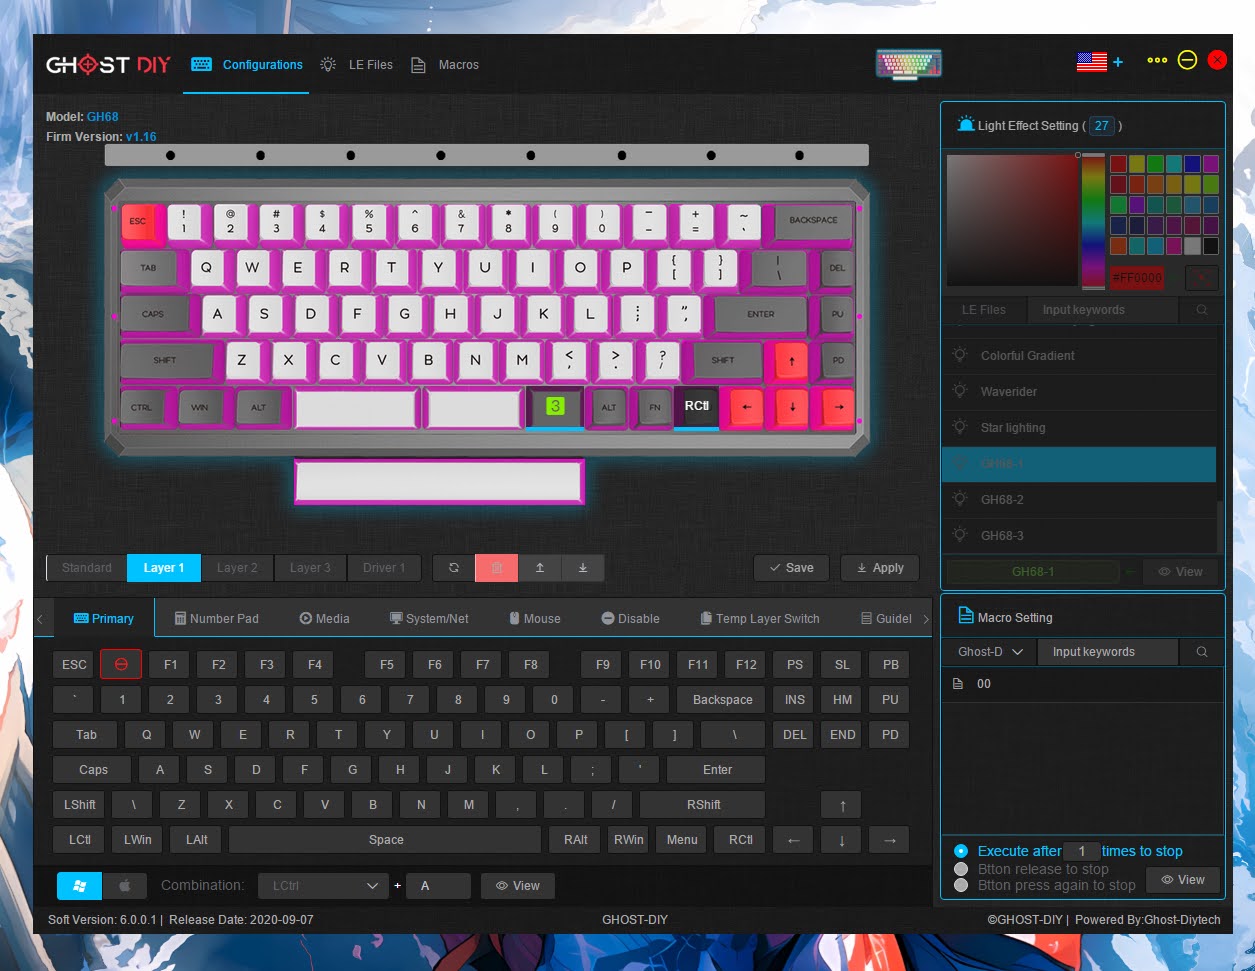 GHOST DIY Configurations LE Files Macros
Model: GH68
Firm Version: v1.16
ESC ! 1 @ 2 # 3 $ 4 % 5 ^ 6 & 7 * 8 ( 9 ) 0 – – + = ~ ` BACKSPACE
TAB Q W E R T Y U I O P { [ } ] | \ DEL
CAPS A S D F G H J K L : ; " , ENTER PU
SHIFT Z X C V B N M < , > . ? / SHIFT ↑ PD
CTRL WIN ALT 3 ALT FN RCtl ← ↓ →
Standard Layer 1 Layer 2 Layer 3 Driver 1 Save Apply
Primary Number Pad Media System/Net Mouse Disable Temp Layer Switch Guidel
ESC F1 F2 F3 F4 F5 F6 F7 F8 F9 F10 F11 F12 PS SL PB
` 1 2 3 4 5 6 7 8 9 0 - + Backspace INS HM PU
Tab Q W E R T Y U I O P [ ] \ DEL END PD
Caps A S D F G H J K L ; ' Enter
LShift \ Z X C V B N M , . / RShift ↑
LCtl LWin LAlt Space RAlt RWin Menu RCtl ← ↓ →
Combination: LCtrl + A View
Light Effect Setting ( 27 )
#FF0000
LE Files Input keywords
Colorful Gradient
Waverider
Star lighting
GH68-1
GH68-2
GH68-3
GH68-1 ← View
Macro Setting
Ghost-D Input keywords
00
Execute after 1 times to stop
Btton release to stop
Btton press again to stop
View
Soft Version: 6.0.0.1 | Release Date: 2020-09-07 GHOST-DIY ©GHOST-DIY | Powered By:Ghost-Diytech